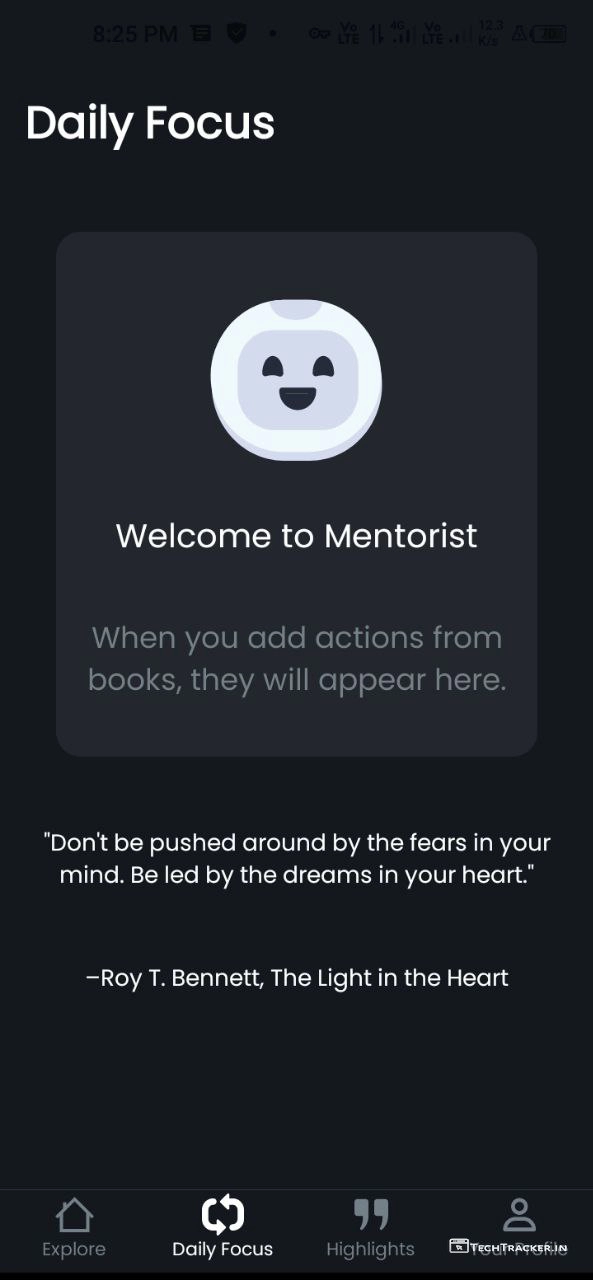 8:25 PM
Vo
LTE
4G
Vo
LTE
12.3
K/s
Daily Focus
Welcome to Mentorist
When you add actions from
books, they will appear here.
"Don't be pushed around by the fears in your
mind. Be led by the dreams in your heart."
–Roy T. Bennett, The Light in the Heart
Explore
Daily Focus
Highlights
Your Profile
TECHTRACKER.IN